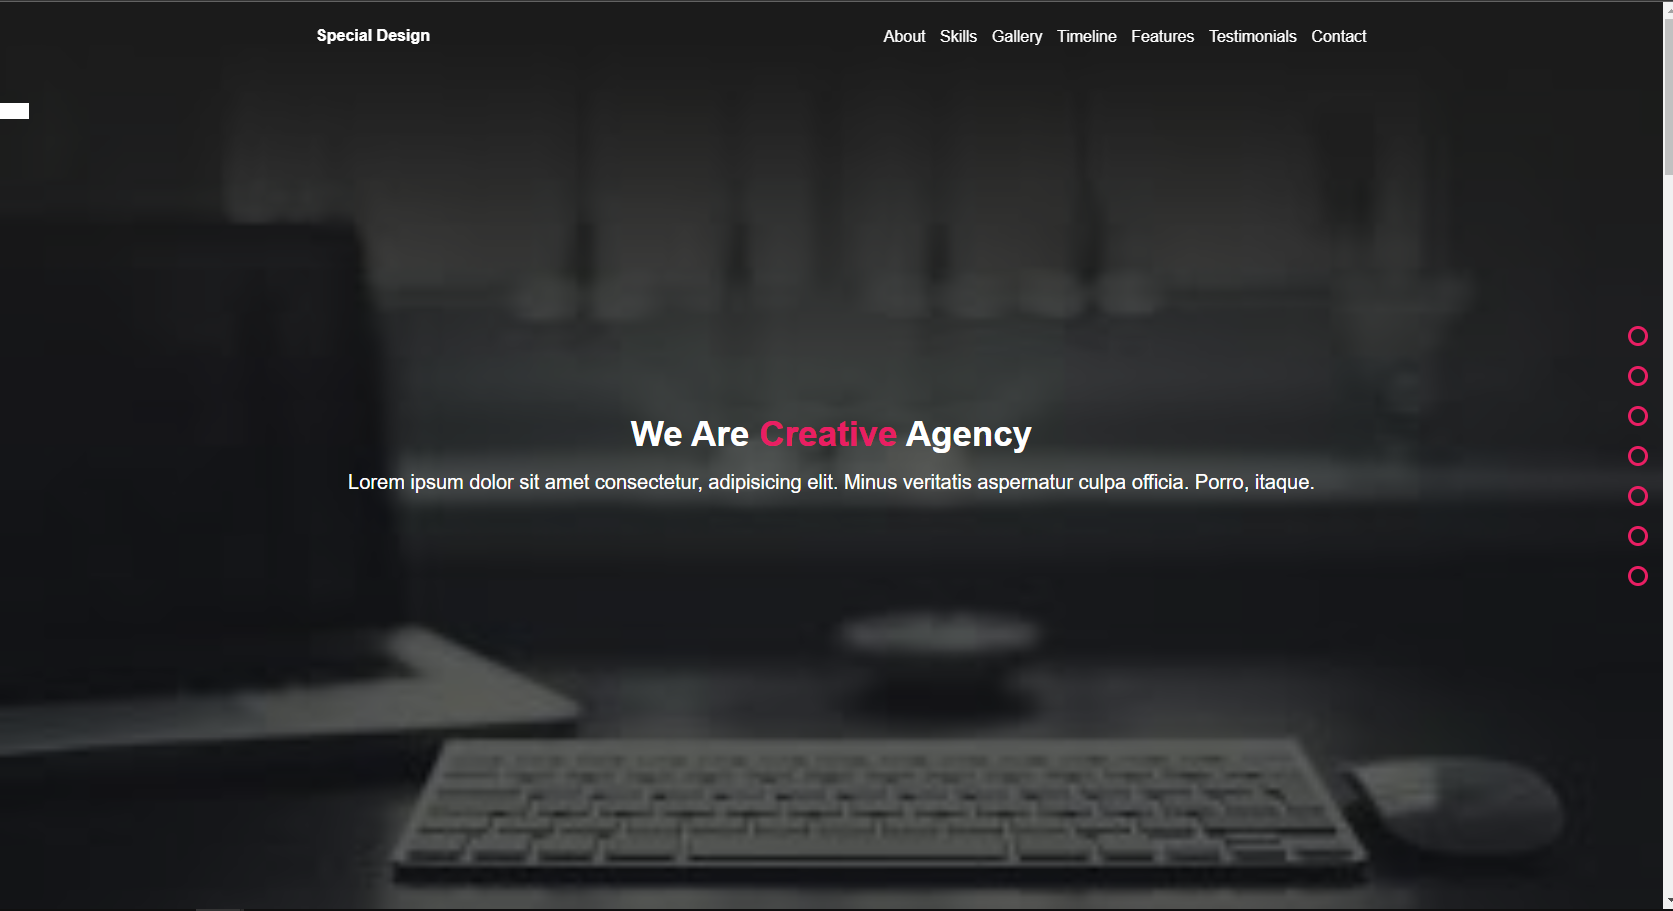 Special Design
About Skills Gallery Timeline Features Testimonials Contact
We Are Creative Agency
Lorem ipsum dolor sit amet consectetur, adipisicing elit. Minus veritatis aspernatur culpa officia. Porro, itaque.